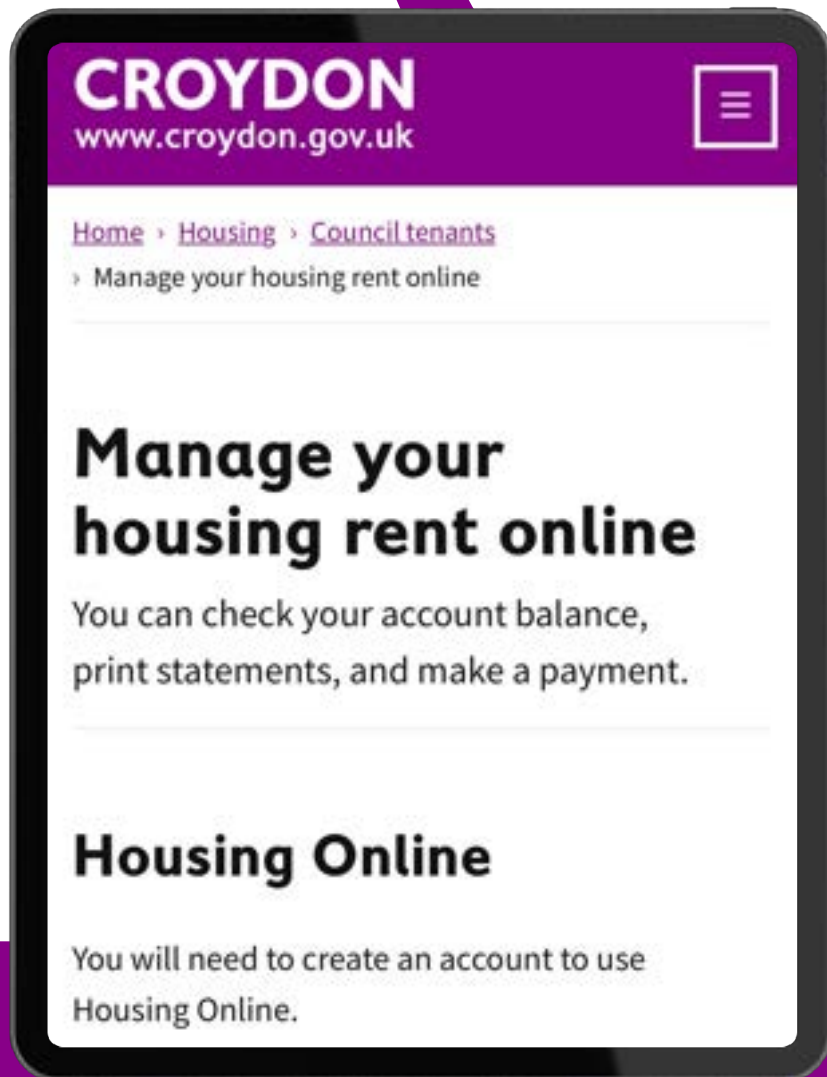 CROYDON
www.croydon.gov.uk
Home › Housing › Council tenants
› Manage your housing rent online
Manage your
housing rent online
You can check your account balance,
print statements, and make a payment.
Housing Online
You will need to create an account to use
Housing Online.